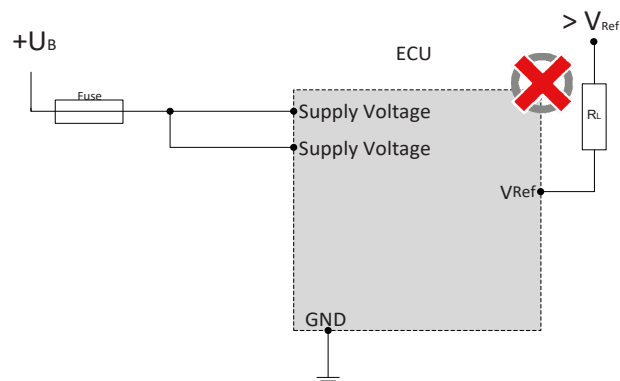 > VRef
+UB
ECU
Fuse
Supply Voltage
Supply Voltage
RL
VRef
GND